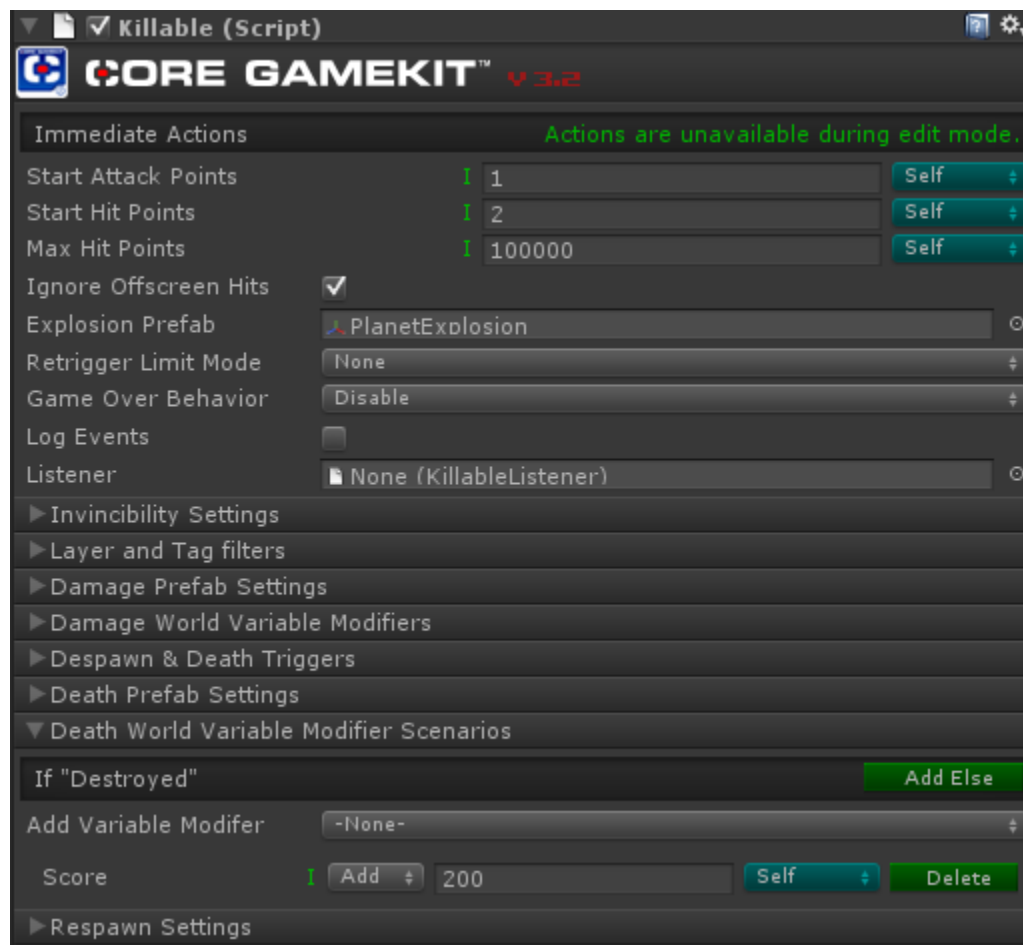 Killable (Script)
CORE GAMEKIT™ V 3.2
Immediate Actions Actions are unavailable during edit mode.
Start Attack Points I 1 Self
Start Hit Points I 2 Self
Max Hit Points I 100000 Self
Ignore Offscreen Hits
Explosion Prefab PlanetExplosion
Retrigger Limit Mode None
Game Over Behavior Disable
Log Events
Listener None (KillableListener)
Invincibility Settings
Layer and Tag filters
Damage Prefab Settings
Damage World Variable Modifiers
Despawn & Death Triggers
Death Prefab Settings
Death World Variable Modifier Scenarios
If "Destroyed" Add Else
Add Variable Modifer -None-
Score I Add 200 Self Delete
Respawn Settings